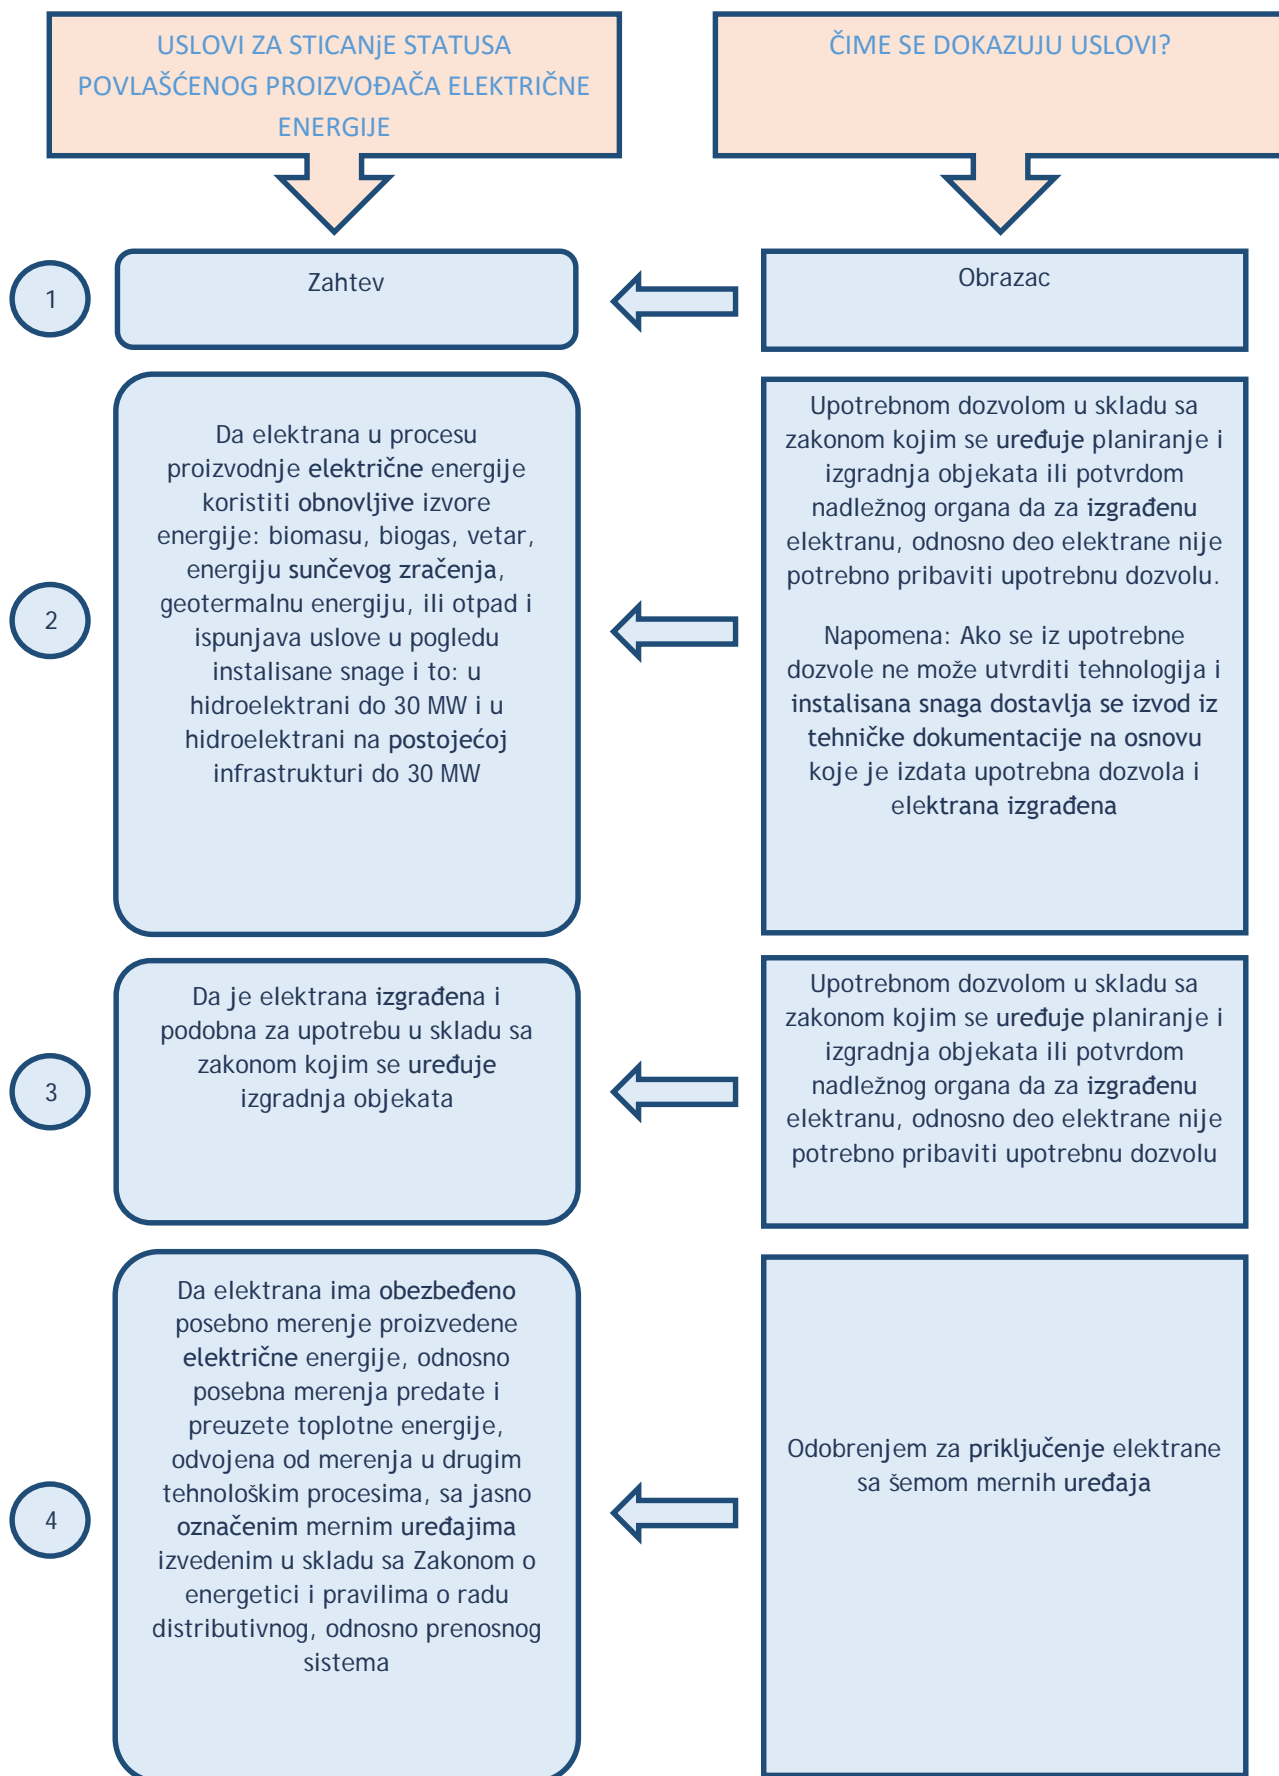 USLOVI ZA STICANjE STATUSA
POVLAŠĆENOG PROIZVOĐAČA ELEKTRIČNE
ENERGIJE
ČIME SE DOKAZUJU USLOVI?
1
Zahtev
Obrazac
2
Da elektrana u procesu
proizvodnje električne energije
koristiti obnovljive izvore
energije: biomasu, biogas, vetar,
energiju sunčevog zračenja,
geotermalnu energiju, ili otpad i
ispunjava uslove u pogledu
instalisane snage i to: u
hidroelektrani do 30 MW i u
hidroelektrani na postojećoj
infrastrukturi do 30 MW
Upotrebnom dozvolom u skladu sa
zakonom kojim se uređuje planiranje i
izgradnja objekata ili potvrdom
nadležnog organa da za izgrađenu
elektranu, odnosno deo elektrane nije
potrebno pribaviti upotrebnu dozvolu.
Napomena: Ako se iz upotrebne
dozvole ne može utvrditi tehnologija i
instalisana snaga dostavlja se izvod iz
tehničke dokumentacije na osnovu
koje je izdata upotrebna dozvola i
elektrana izgrađena
3
Da je elektrana izgrađena i
podobna za upotrebu u skladu sa
zakonom kojim se uređuje
izgradnja objekata
Upotrebnom dozvolom u skladu sa
zakonom kojim se uređuje planiranje i
izgradnja objekata ili potvrdom
nadležnog organa da za izgrađenu
elektranu, odnosno deo elektrane nije
potrebno pribaviti upotrebnu dozvolu
4
Da elektrana ima obezbeđeno
posebno merenje proizvedene
električne energije, odnosno
posebna merenja predate i
preuzete toplotne energije,
odvojena od merenja u drugim
tehnološkim procesima, sa jasno
označenim mernim uređajima
izvedenim u skladu sa Zakonom o
energetici i pravilima o radu
distributivnog, odnosno prenosnog
sistema
Odobrenjem za priključenje elektrane
sa šemom mernih uređaja